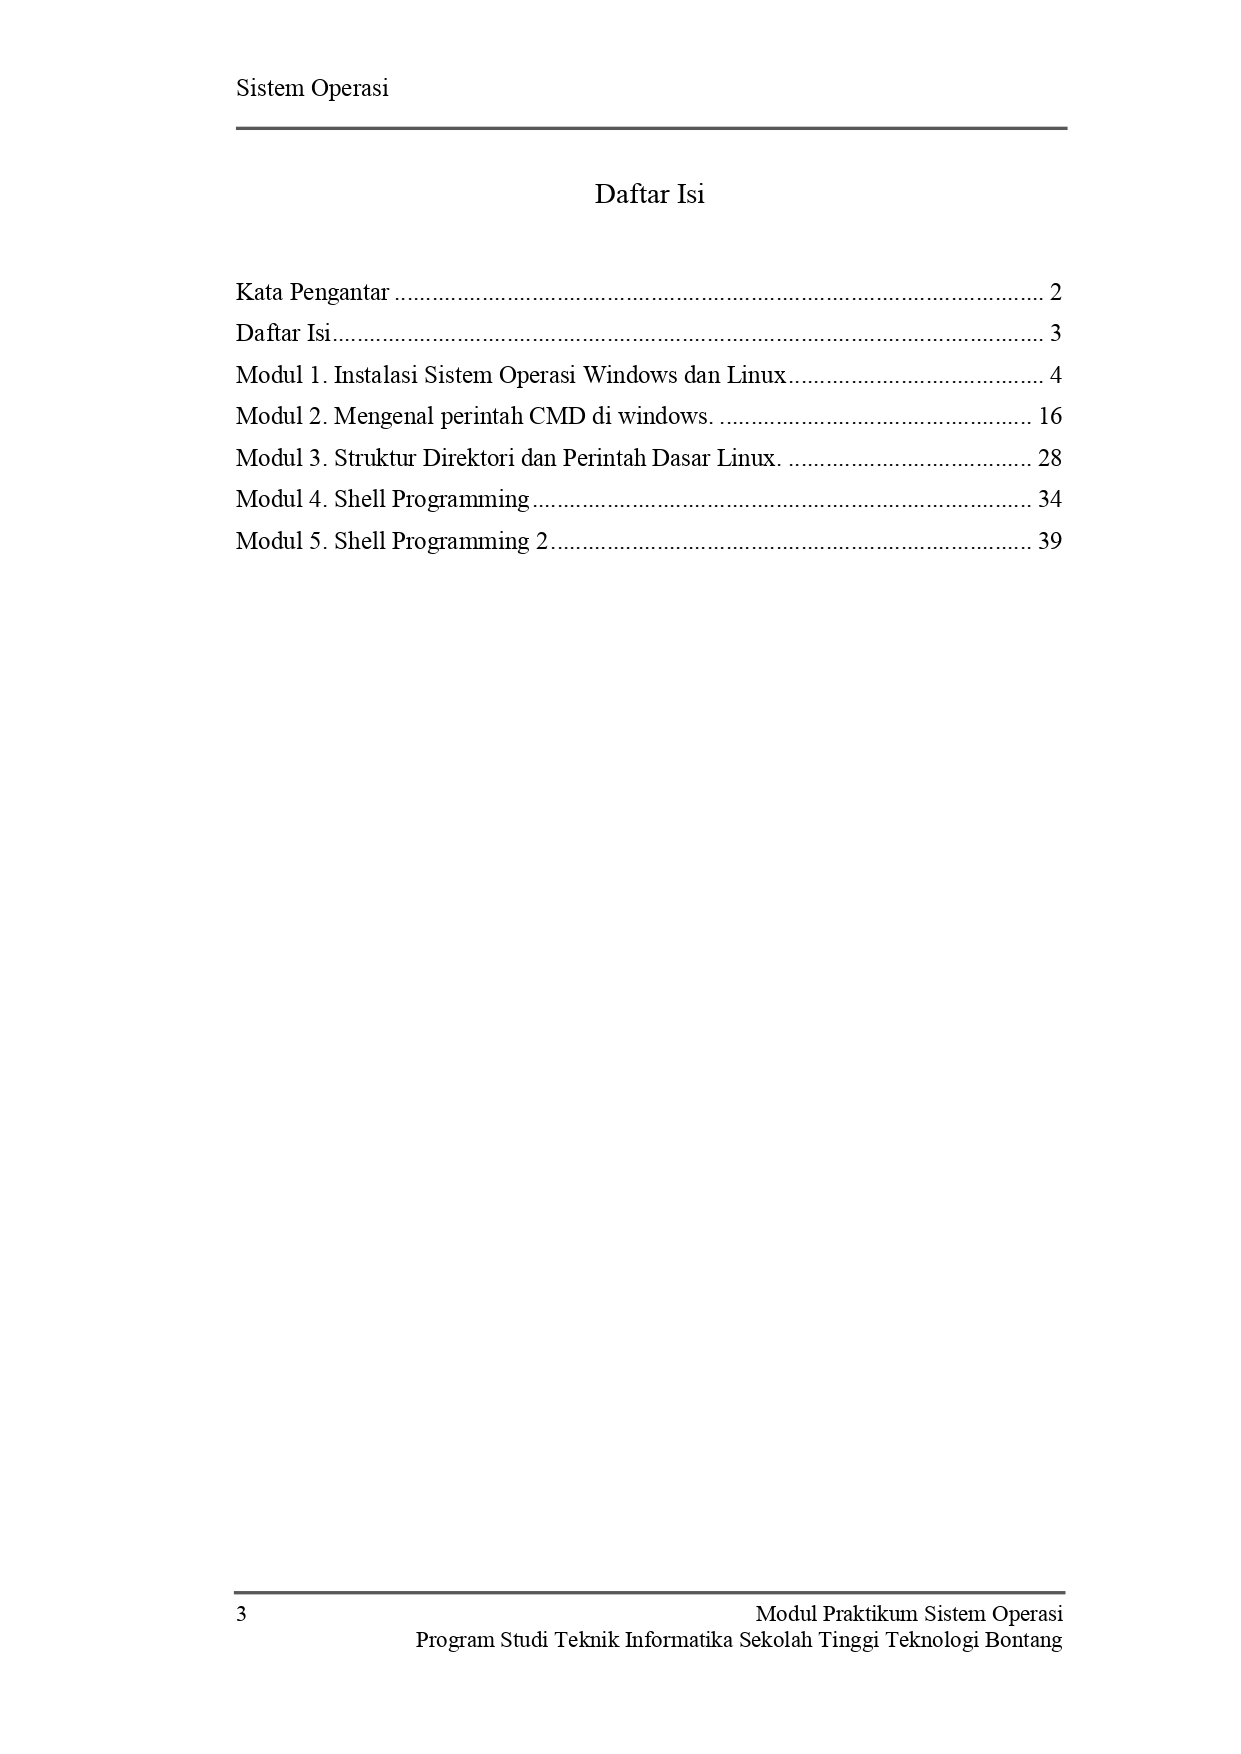 Sistem Operasi
Daftar Isi
Kata Pengantar ........................................................................................................ 2
Daftar Isi.................................................................................................................. 3
Modul 1. Instalasi Sistem Operasi Windows dan Linux......................................... 4
Modul 2. Mengenal perintah CMD di windows. .................................................. 16
Modul 3. Struktur Direktori dan Perintah Dasar Linux. ....................................... 28
Modul 4. Shell Programming................................................................................ 34
Modul 5. Shell Programming 2............................................................................. 39
3 Modul Praktikum Sistem Operasi
Program Studi Teknik Informatika Sekolah Tinggi Teknologi Bontang